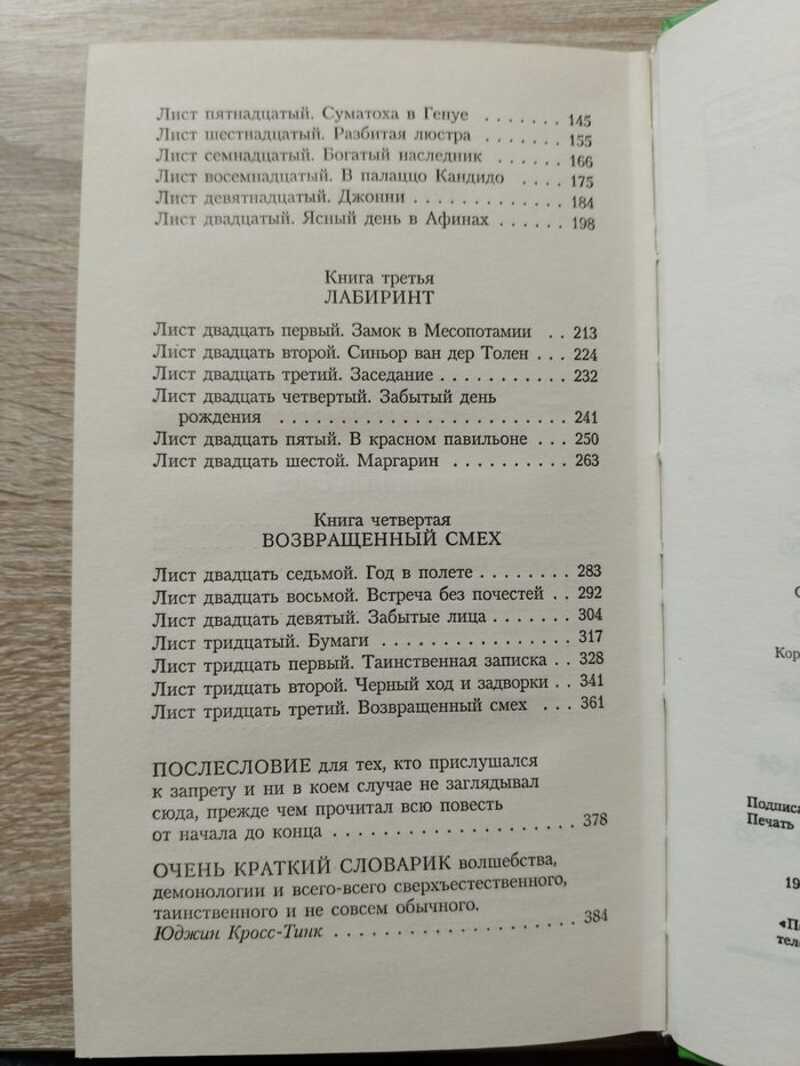 Лист пятнадцатый. Суматоха в Генуе . . . . . . . 145
Лист шестнадцатый. Разбитая люстра . . . . . . . 155
Лист семнадцатый. Богатый наследник . . . . . . 166
Лист восемнадцатый. В палаццо Кандидо . . . . 175
Лист девятнадцатый. Джонни . . . . . . . . . . . . . 184
Лист двадцатый. Ясный день в Афинах . . . . . . 198
Книга третья
ЛАБИРИНТ
Лист двадцать первый. Замок в Месопотамии . . 213
Лист двадцать второй. Синьор ван дер Толен . . . 224
Лист двадцать третий. Заседание . . . . . . . . . . . 232
Лист двадцать четвертый. Забытый день
рождения . . . . . . . . . . . . . . . . . . . . . . . . 241
Лист двадцать пятый. В красном павильоне . . . 250
Лист двадцать шестой. Маргарин . . . . . . . . . . 263
Книга четвертая
ВОЗВРАЩЕННЫЙ СМЕХ
Лист двадцать седьмой. Год в полете . . . . . . . . 283
Лист двадцать восьмой. Встреча без почестей . . 292
Лист двадцать девятый. Забытые лица . . . . . . . 304
Лист тридцатый. Бумаги . . . . . . . . . . . . . . . . 317
Лист тридцать первый. Таинственная записка . . 328
Лист тридцать второй. Черный ход и задворки . . 341
Лист тридцать третий. Возвращенный смех . . . 361
ПОСЛЕСЛОВИЕ для тех, кто прислушался
к запрету и ни в коем случае не заглядывал
сюда, прежде чем прочитал всю повесть
от начала до конца . . . . . . . . . . . . . . . . . . . . 378
ОЧЕНЬ КРАТКИЙ СЛОВАРИК волшебства,
демонологии и всего-всего сверхъестественного,
таинственного и не совсем обычного.
Юджин Кросс-Тинк . . . . . . . . . . . . . . . . . . . . 384
Кор
Подписа
Печать
19
«П
тел